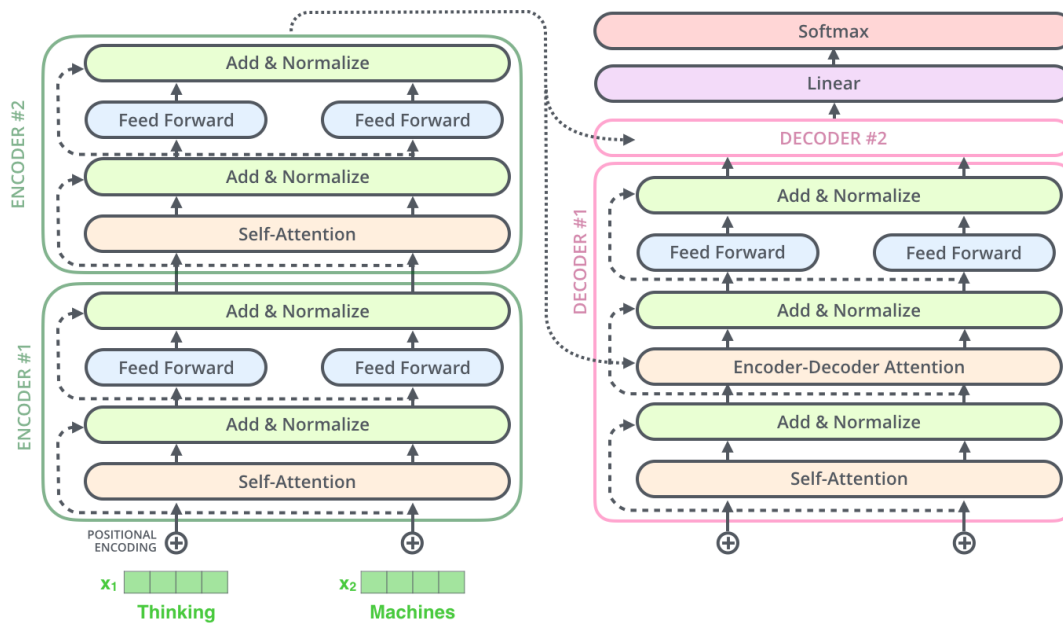 ENCODER #2
Add & Normalize
Feed Forward
Feed Forward
Add & Normalize
Self-Attention
ENCODER #1
Add & Normalize
Feed Forward
Feed Forward
Add & Normalize
Self-Attention
POSITIONAL
ENCODING
x1
x2
Thinking
Machines
Softmax
Linear
DECODER #2
DECODER #1
Add & Normalize
Feed Forward
Feed Forward
Add & Normalize
Encoder-Decoder Attention
Add & Normalize
Self-Attention